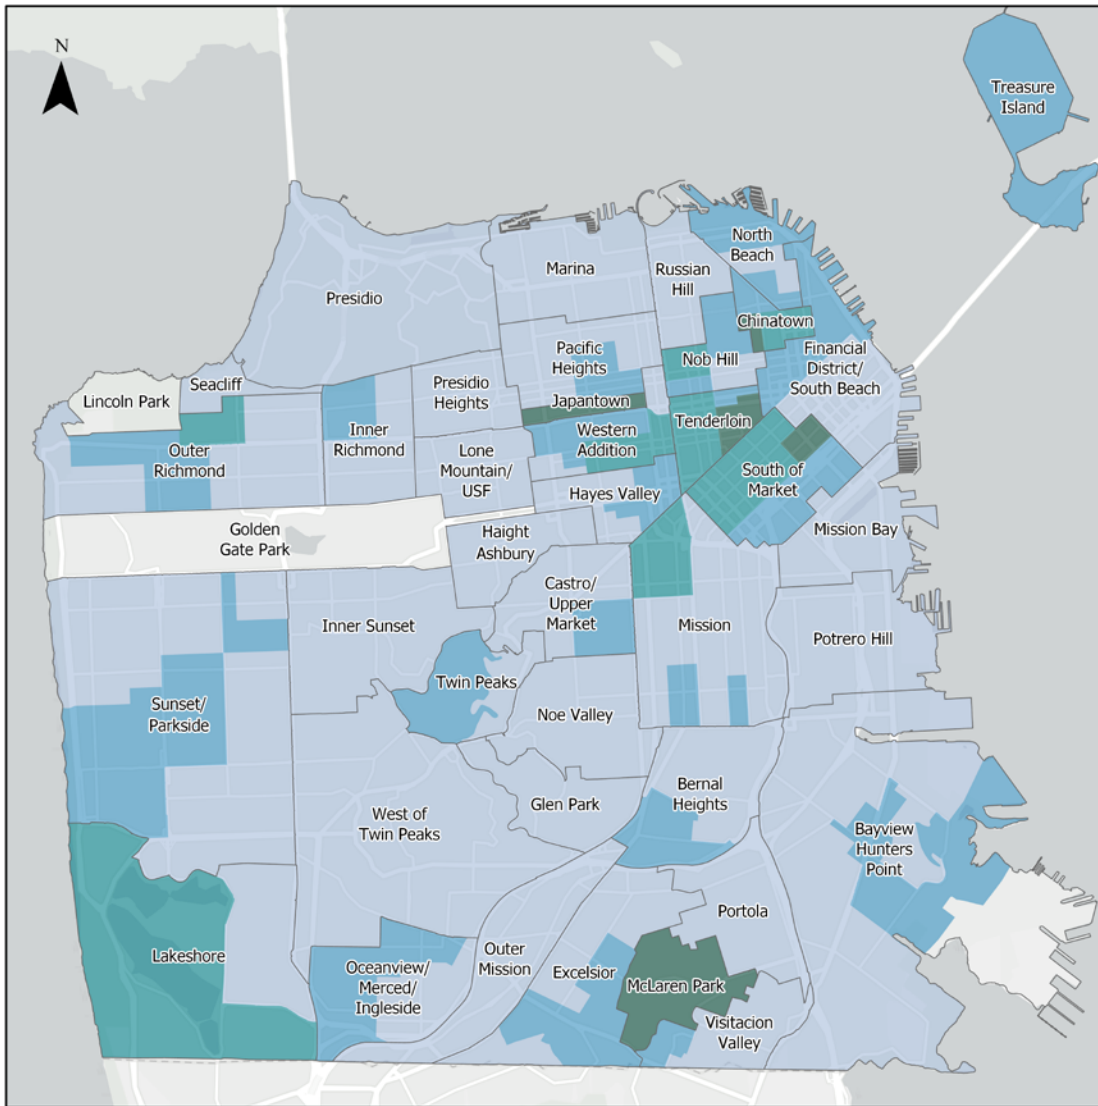 N
Treasure
Island
North
Beach
Marina
Russian
Hill
Presidio
Chinatown
Pacific
Heights
Nob Hill
Financial
District/
South Beach
Seacliff
Lincoln Park
Presidio
Heights
Japantown
Inner
Richmond
Outer
Richmond
Western
Addition
Tenderloin
Lone
Mountain/
USF
South of
Market
Hayes Valley
Golden
Gate Park
Haight
Ashbury
Mission Bay
Castro/
Upper
Market
Inner Sunset
Mission
Potrero Hill
Twin Peaks
Sunset/
Parkside
Noe Valley
Bernal
Heights
Glen Park
West of
Twin Peaks
Bayview
Hunters
Point
Portola
Lakeshore
Outer
Mission
Oceanview/
Merced/
Ingleside
Excelsior
McLaren Park
Visitacion
Valley